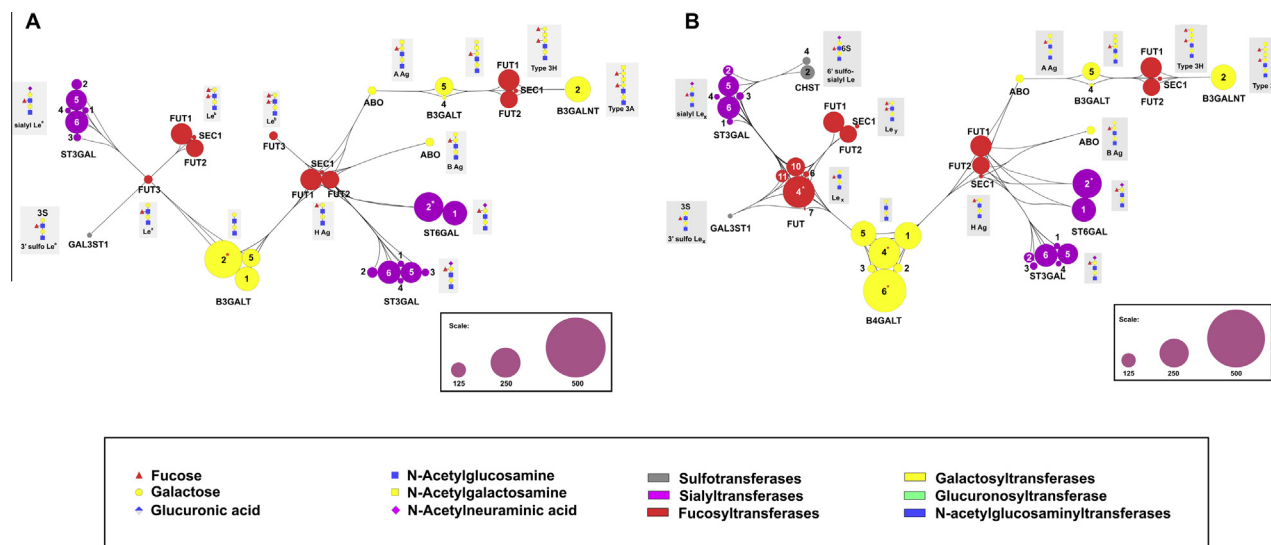 A
2
5
4
1
6
3
ST3GAL
sialyl Leª
Le^b
FUT1
SEC1
FUT2
FUT3
3S
3' sulfo Leª
GAL3ST1
Leª
2*
5
1
B3GALT
Le^b
FUT3
SEC1
FUT1
FUT2
H Ag
A Ag
ABO
5
4
B3GALT
FUT1
SEC1
FUT2
Type 3H
2
B3GALNT
Type 3A
ABO
B Ag
2*
1
ST6GAL
2
6
1
5
3
4
ST3GAL
Scale:
125
250
500
B
2
5
4
3
6
1
ST3GAL
sialyl Lex
4
2
CHST
6S
6' sulfo-
sialyl Le
FUT1
SEC1
FUT2
Le y
10
11
6
4*
7
FUT
Le x
3S
3' sulfo Lex
GAL3ST1
5
1
4*
3
2
6*
B4GALT
FUT1
FUT2
SEC1
H Ag
A Ag
ABO
5
4
B3GALT
FUT1
SEC1
FUT2
Type 3H
2
B3GALNT
Type
ABO
B Ag
2*
1
ST6GAL
1
2
6
5
3
4
ST3GAL
Scale:
125
250
500
Fucose
Galactose
Glucuronic acid
N-Acetylglucosamine
N-Acetylgalactosamine
N-Acetylneuraminic acid
Sulfotransferases
Sialyltransferases
Fucosyltransferases
Galactosyltransferases
Glucuronosyltransferase
N-acetylglucosaminyltransferases